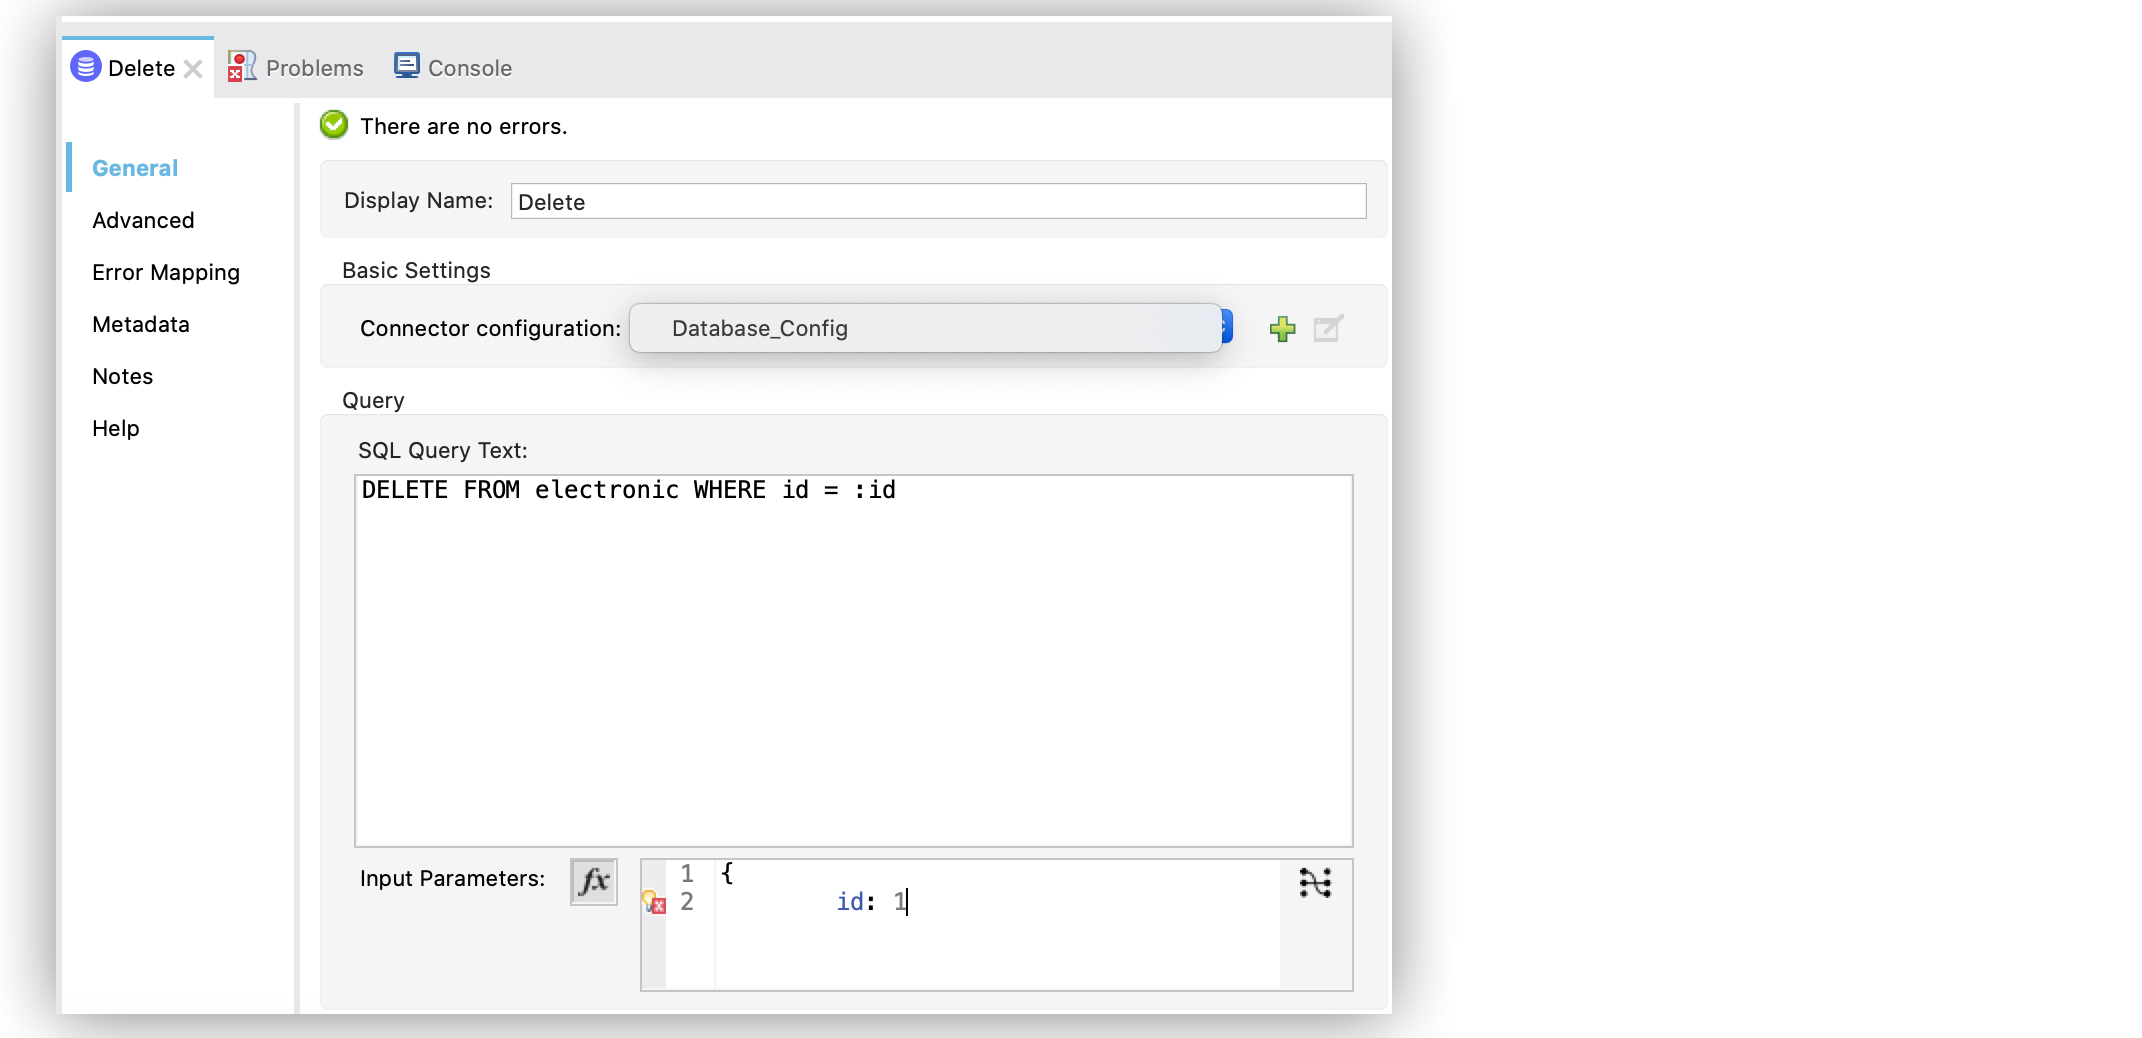 Delete Problems Console
There are no errors.
General
Advanced
Error Mapping
Metadata
Notes
Help
Display Name: Delete
Basic Settings
Connector configuration: Database_Config
Query
SQL Query Text:
DELETE FROM electronic WHERE id = :id
Input Parameters: fx
1 {
2 id: 1